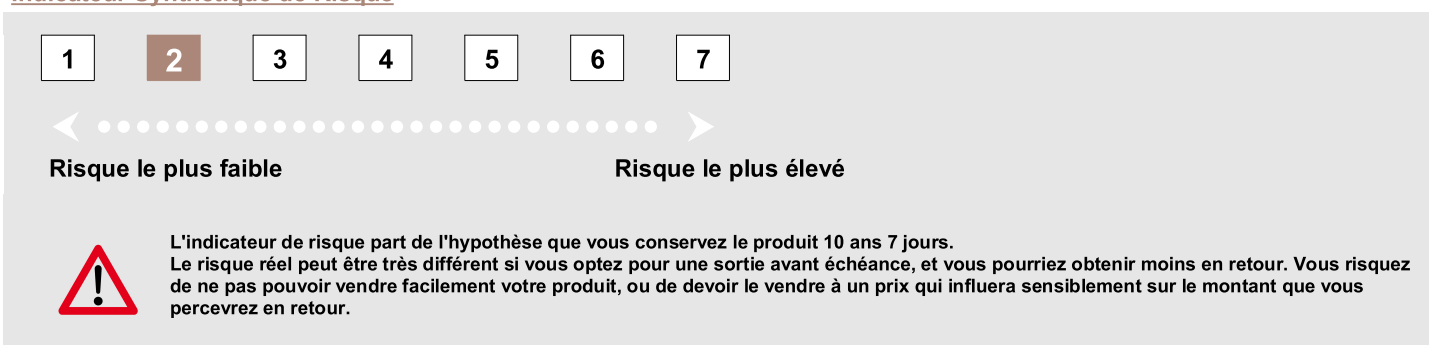 Indicateur Synthétique de Risque
1 2 3 4 5 6 7
Risque le plus faible Risque le plus élevé
L'indicateur de risque part de l'hypothèse que vous conservez le produit 10 ans 7 jours.
Le risque réel peut être très différent si vous optez pour une sortie avant échéance, et vous pourriez obtenir moins en retour. Vous risquez
de ne pas pouvoir vendre facilement votre produit, ou de devoir le vendre à un prix qui influera sensiblement sur le montant que vous
percevrez en retour.